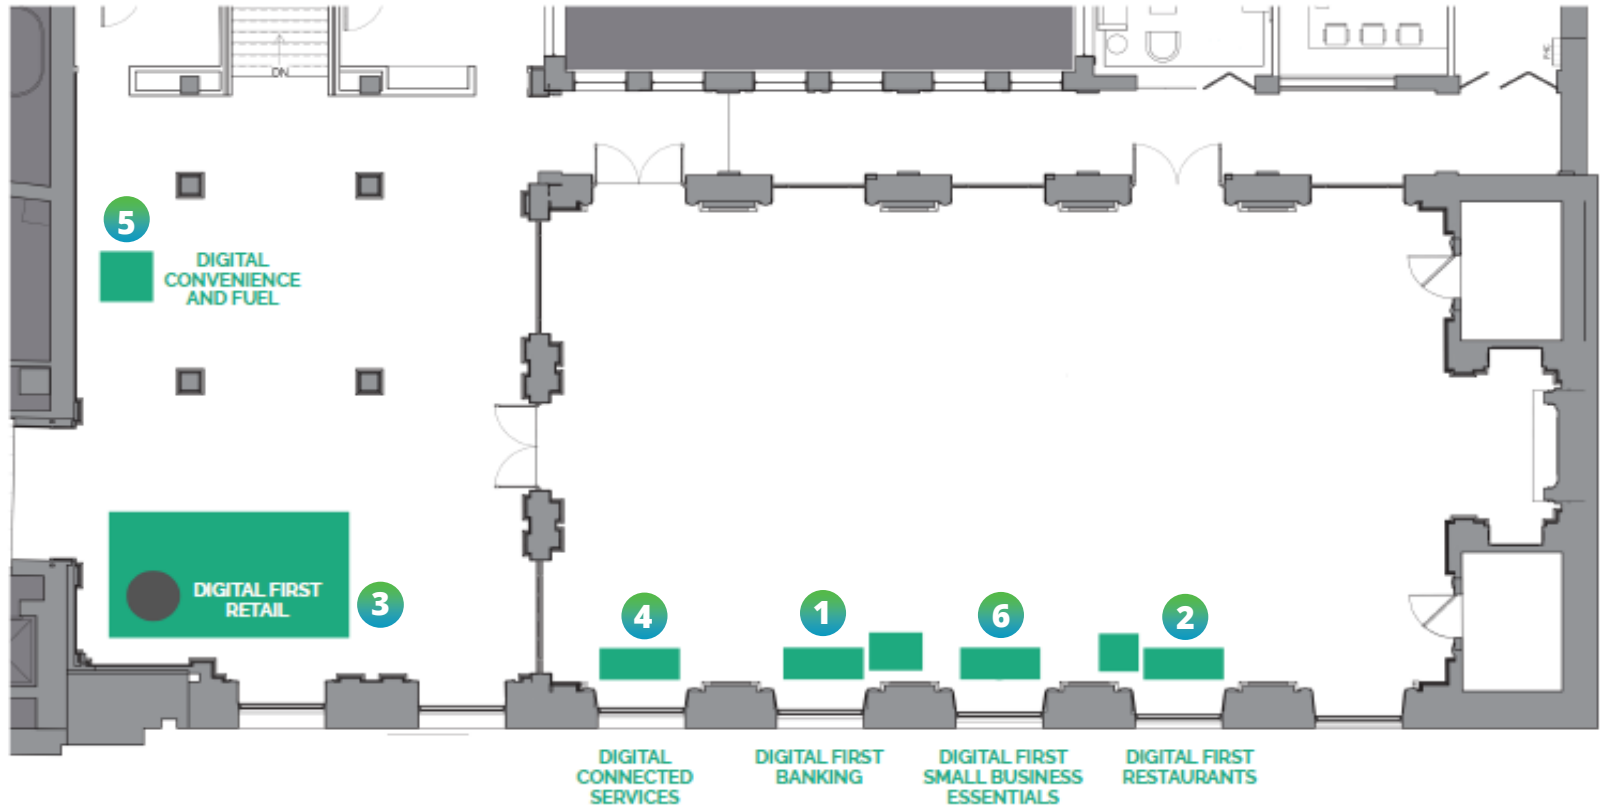 DN
5
DIGITAL
CONVENIENCE
AND FUEL
DIGITAL FIRST
RETAIL
3
4
1
6
2
DIGITAL
CONNECTED
SERVICES
DIGITAL FIRST
BANKING
DIGITAL FIRST
SMALL BUSINESS
ESSENTIALS
DIGITAL FIRST
RESTAURANTS